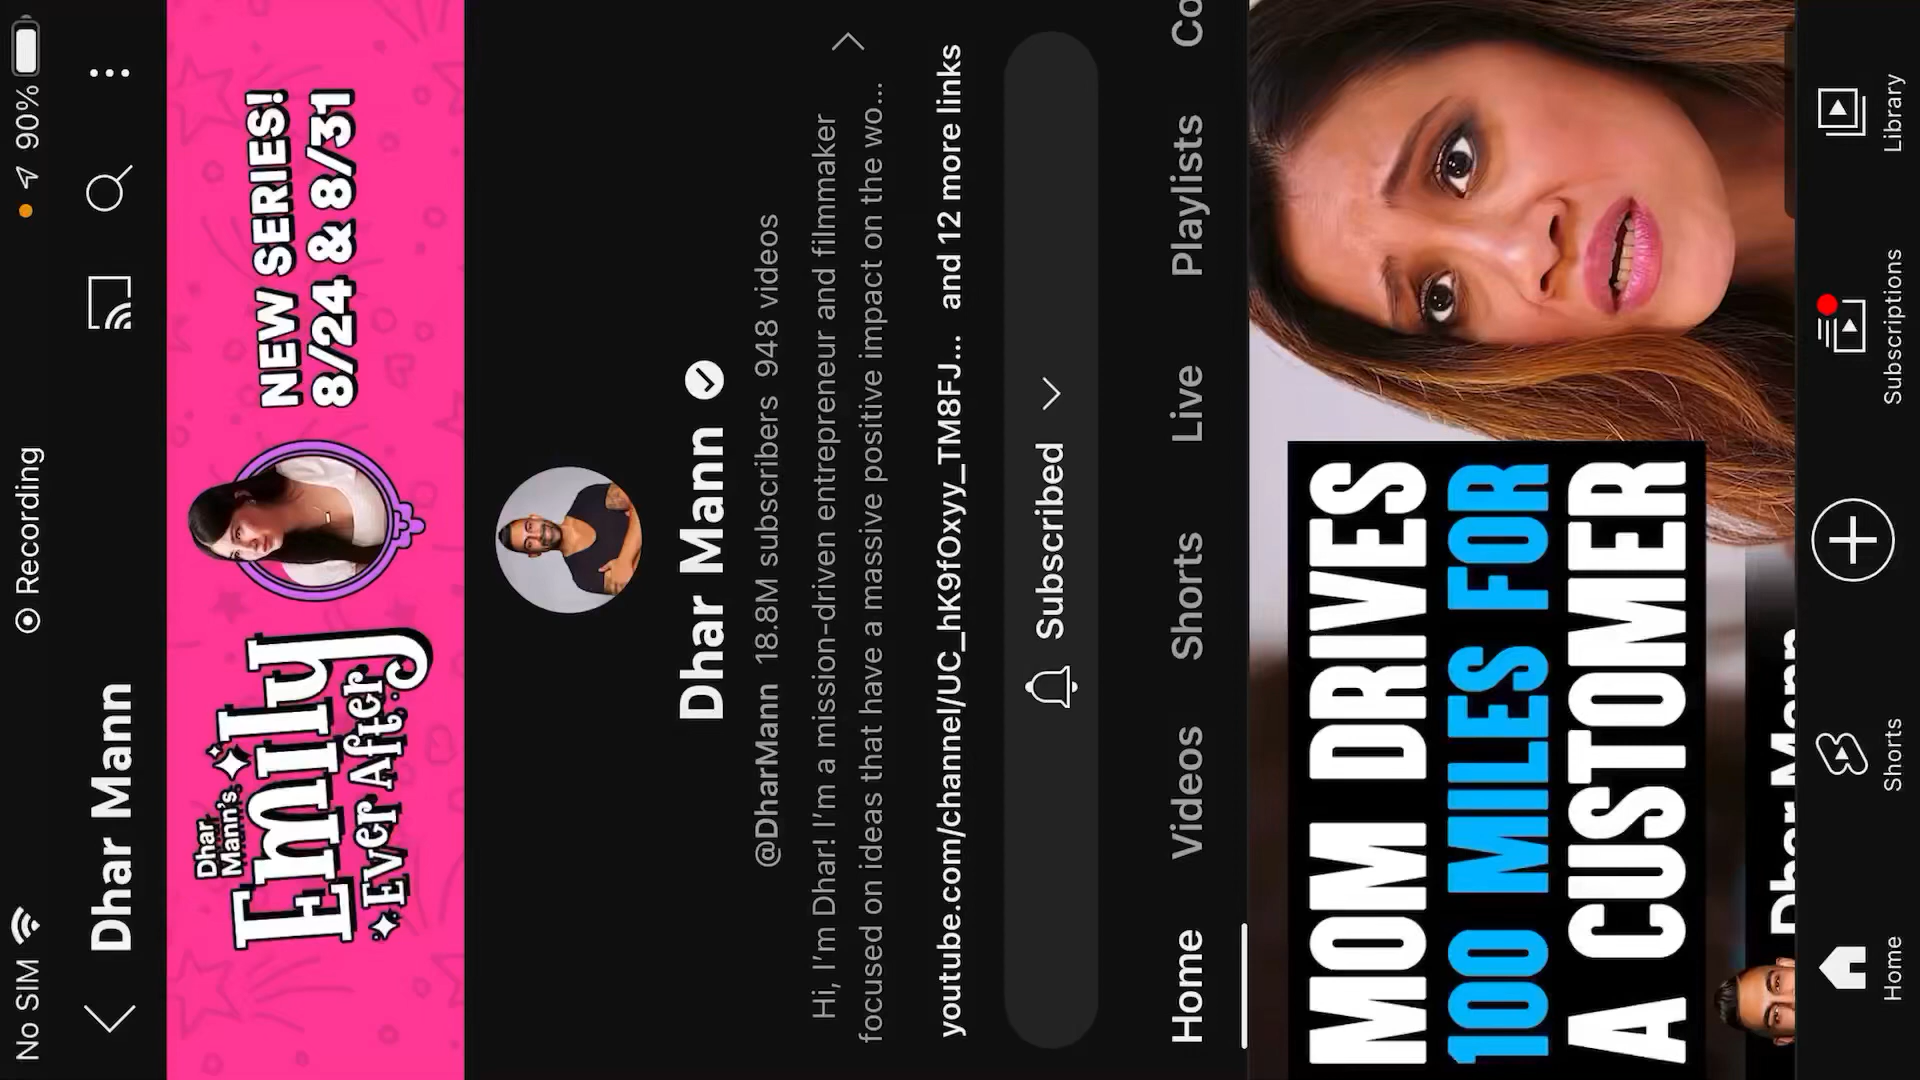 No SIM
Recording
90%
Dhar Mann
Dhar
Mann's
Emily
Ever After
NEW SERIES!
8/24 & 8/31
Dhar Mann
@DharMann 18.8M subscribers 948 videos
Hi, I'm Dhar! I'm a mission-driven entrepreneur and filmmaker
focused on ideas that have a massive positive impact on the wo...
youtube.com/channel/UC_hK9fOxyy_TM8FJ... and 12 more links
Subscribed
Home Videos Shorts Live Playlists Co
MOM DRIVES
100 MILES FOR
A CUSTOMER
Dhar Mann
Home Shorts Subscriptions Library